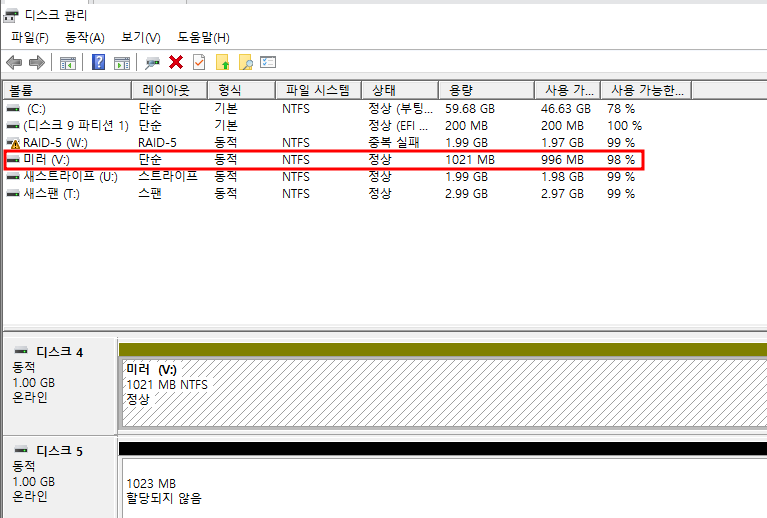 디스크 관리
파일(F) 동작(A) 보기(V) 도움말(H)
볼륨 레이아웃 형식 파일 시스템 상태 용량 사용 가... 사용 가능한...
(C:) 단순 기본 NTFS 정상 (부팅... 59.68 GB 46.63 GB 78 %
(디스크 9 파티션 1) 단순 기본 정상 (EFI ... 200 MB 200 MB 100 %
RAID-5 (W:) RAID-5 동적 NTFS 중복 실패 1.99 GB 1.97 GB 99 %
미러 (V:) 단순 동적 NTFS 정상 1021 MB 996 MB 98 %
새스트라이프 (U:) 스트라이프 동적 NTFS 정상 1.99 GB 1.98 GB 99 %
새스팬 (T:) 스팬 동적 NTFS 정상 2.99 GB 2.97 GB 99 %
디스크 4
동적
1.00 GB
온라인
미러 (V:)
1021 MB NTFS
정상
디스크 5
동적
1.00 GB
온라인
1023 MB
할당되지 않음